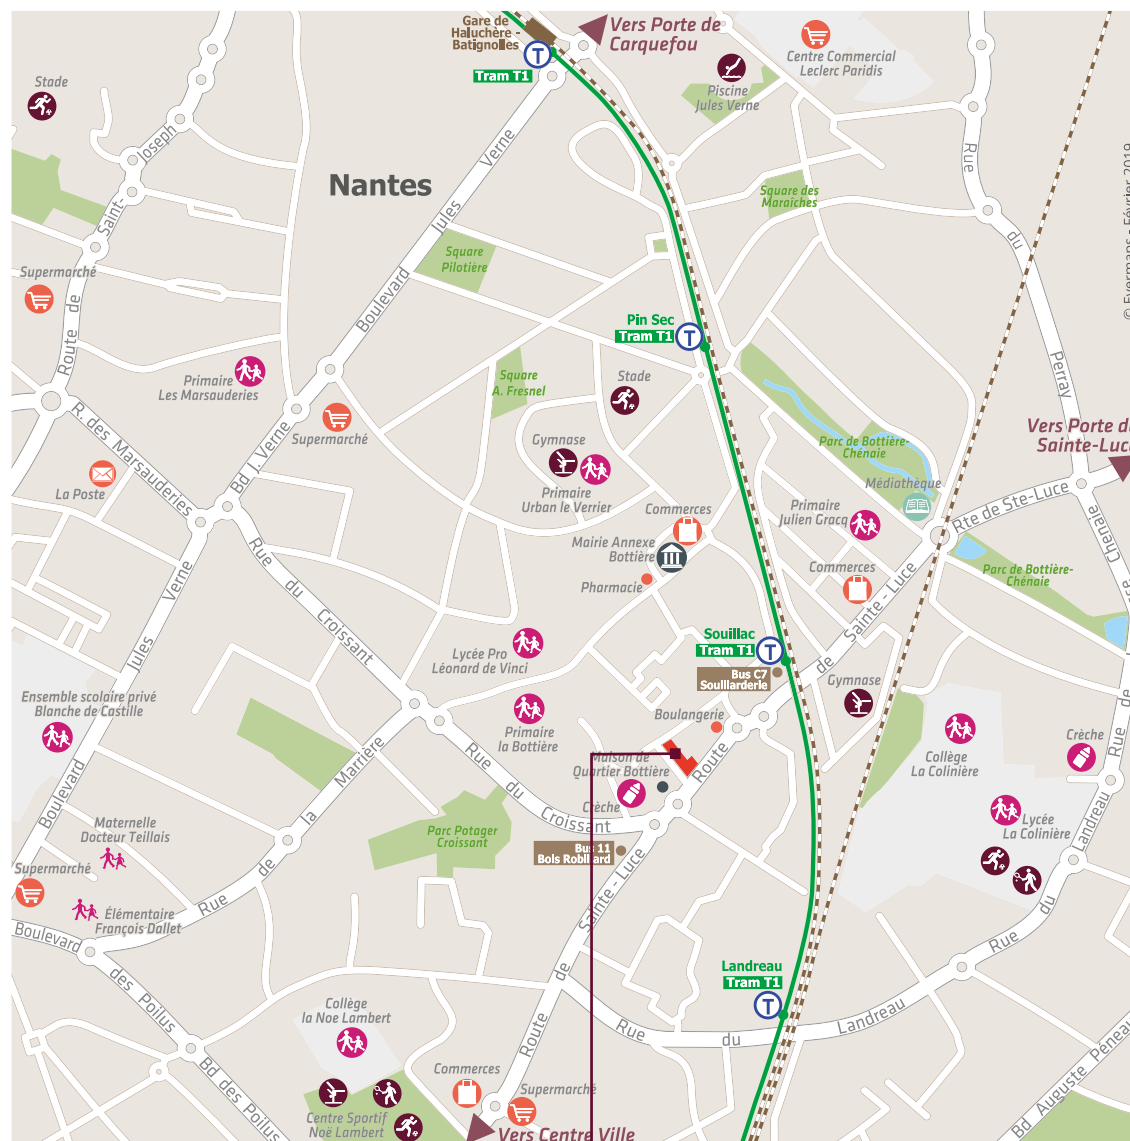 Gare de
Haluchère -
Batignolles
Tram T1
T
Vers Porte de
Carquefou
Centre Commercial
Leclerc Paridis
Piscine
Jules Verne
Stade
Route de Saint-Joseph
Nantes
Boulevard Jules Verne
Rue du Perray
© Evermaps - Février 2019
Square des
Maraîches
Square
Pilotière
Supermarché
Pin Sec
Tram T1
T
Primaire
Les Marsauderies
Square
A. Fresnel
Stade
Supermarché
R. des Marsauderies
Bd J. Verne
Vers Porte de
Sainte-Luce
Parc de Bottière-
Chénaie
Gymnase
Médiathèque
La Poste
Primaire
Urban le Verrier
Commerces
Primaire
Julien Gracq
Rte de Ste-Luce
Mairie Annexe
Bottière
Pharmacie
Commerces
Parc de Bottière-
Chénaie
Rue du Croissant
Boulevard Jules Verne
Souillac
Tram T1
T
Lycée Pro
Léonard de Vinci
Bus C7
Souillarderie
Gymnase
Route de Sainte - Luce
Ensemble scolaire privé
Blanche de Castille
Boulangerie
Primaire
la Bottière
Collège
La Colinière
Crèche
Maison de
Quartier Bottière
Crèche
Rue du Croissant
Rue de la Marrière
Lycée
La Colinière
Maternelle
Docteur Teillais
Parc Potager
Croissant
Bus 11
Bois Robillard
Supermarché
Élémentaire
François Dallet
Boulevard des Poilus
Landreau
Tram T1
T
Rue du Landreau
Route de Sainte - Luce
Collège
la Noe Lambert
Bd des Poilus
Commerces
Supermarché
Centre Sportif
Noë Lambert
Vers Centre Ville
Bd Auguste Péneau